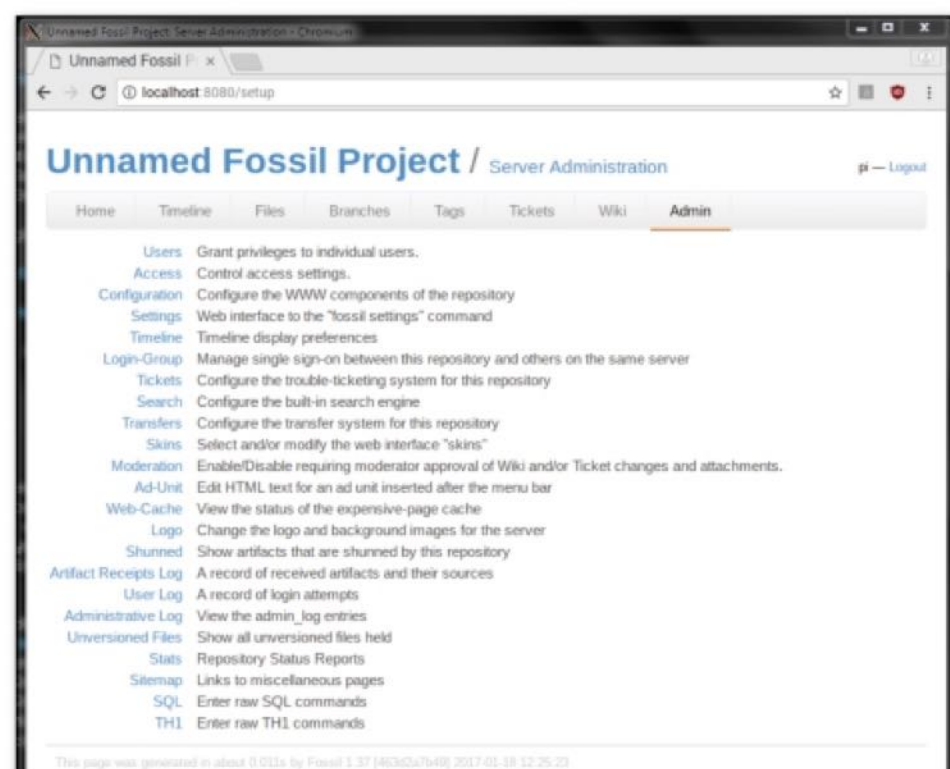 Unnamed Fossil Project: Server Administration - Chromium
Unnamed Fossil P
localhost:8080/setup
Unnamed Fossil Project / Server Administration
pi — Logout
Home Timeline Files Branches Tags Tickets Wiki Admin
Users Grant privileges to individual users.
Access Control access settings.
Configuration Configure the WWW components of the repository
Settings Web interface to the "fossil settings" command
Timeline Timeline display preferences
Login-Group Manage single sign-on between this repository and others on the same server
Tickets Configure the trouble-ticketing system for this repository
Search Configure the built-in search engine
Transfers Configure the transfer system for this repository
Skins Select and/or modify the web interface "skins"
Moderation Enable/Disable requiring moderator approval of Wiki and/or Ticket changes and attachments.
Ad-Unit Edit HTML text for an ad unit inserted after the menu bar
Web-Cache View the status of the expensive-page cache
Logo Change the logo and background images for the server
Shunned Show artifacts that are shunned by this repository
Artifact Receipts Log A record of received artifacts and their sources
User Log A record of login attempts
Administrative Log View the admin_log entries
Unversioned Files Show all unversioned files held
Stats Repository Status Reports
Sitemap Links to miscellaneous pages
SQL Enter raw SQL commands
TH1 Enter raw TH1 commands
This page was generated in about 0.011s by Fossil 1.37 [463d2a7b49] 2017-01-18 12:25:23